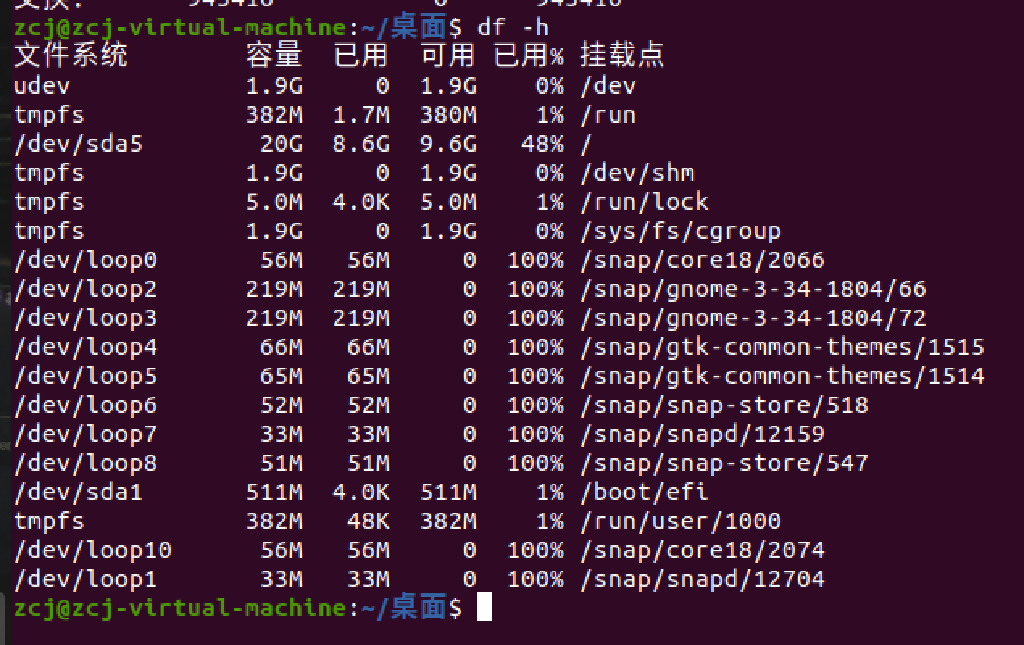 zcj@zcj-virtual-machine:~/桌面$ df -h
文件系统 容量 已用 可用 已用% 挂载点
udev 1.9G 0 1.9G 0% /dev
tmpfs 382M 1.7M 380M 1% /run
/dev/sda5 20G 8.6G 9.6G 48% /
tmpfs 1.9G 0 1.9G 0% /dev/shm
tmpfs 5.0M 4.0K 5.0M 1% /run/lock
tmpfs 1.9G 0 1.9G 0% /sys/fs/cgroup
/dev/loop0 56M 56M 0 100% /snap/core18/2066
/dev/loop2 219M 219M 0 100% /snap/gnome-3-34-1804/66
/dev/loop3 219M 219M 0 100% /snap/gnome-3-34-1804/72
/dev/loop4 66M 66M 0 100% /snap/gtk-common-themes/1515
/dev/loop5 65M 65M 0 100% /snap/gtk-common-themes/1514
/dev/loop6 52M 52M 0 100% /snap/snap-store/518
/dev/loop7 33M 33M 0 100% /snap/snapd/12159
/dev/loop8 51M 51M 0 100% /snap/snap-store/547
/dev/sda1 511M 4.0K 511M 1% /boot/efi
tmpfs 382M 48K 382M 1% /run/user/1000
/dev/loop10 56M 56M 0 100% /snap/core18/2074
/dev/loop1 33M 33M 0 100% /snap/snapd/12704
zcj@zcj-virtual-machine:~/桌面$